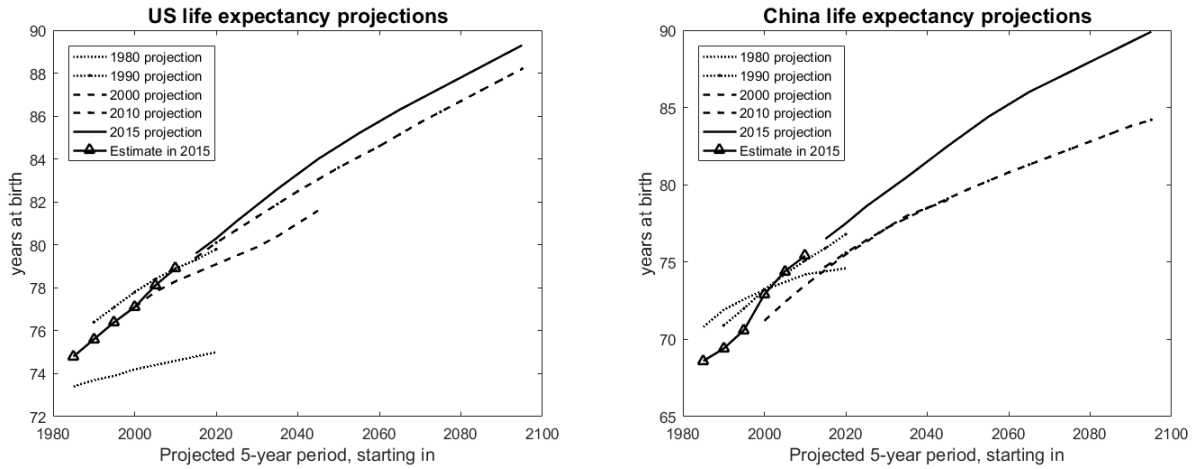 US life expectancy projections
90
88
86
84
82
80
78
76
74
72
years at birth
1980 projection
1990 projection
2000 projection
2010 projection
2015 projection
Estimate in 2015
1980
2000
2020
2040
2060
2080
2100
Projected 5-year period, starting in
China life expectancy projections
90
85
80
75
70
65
years at birth
1980 projection
1990 projection
2000 projection
2010 projection
2015 projection
Estimate in 2015
1980
2000
2020
2040
2060
2080
2100
Projected 5-year period, starting in